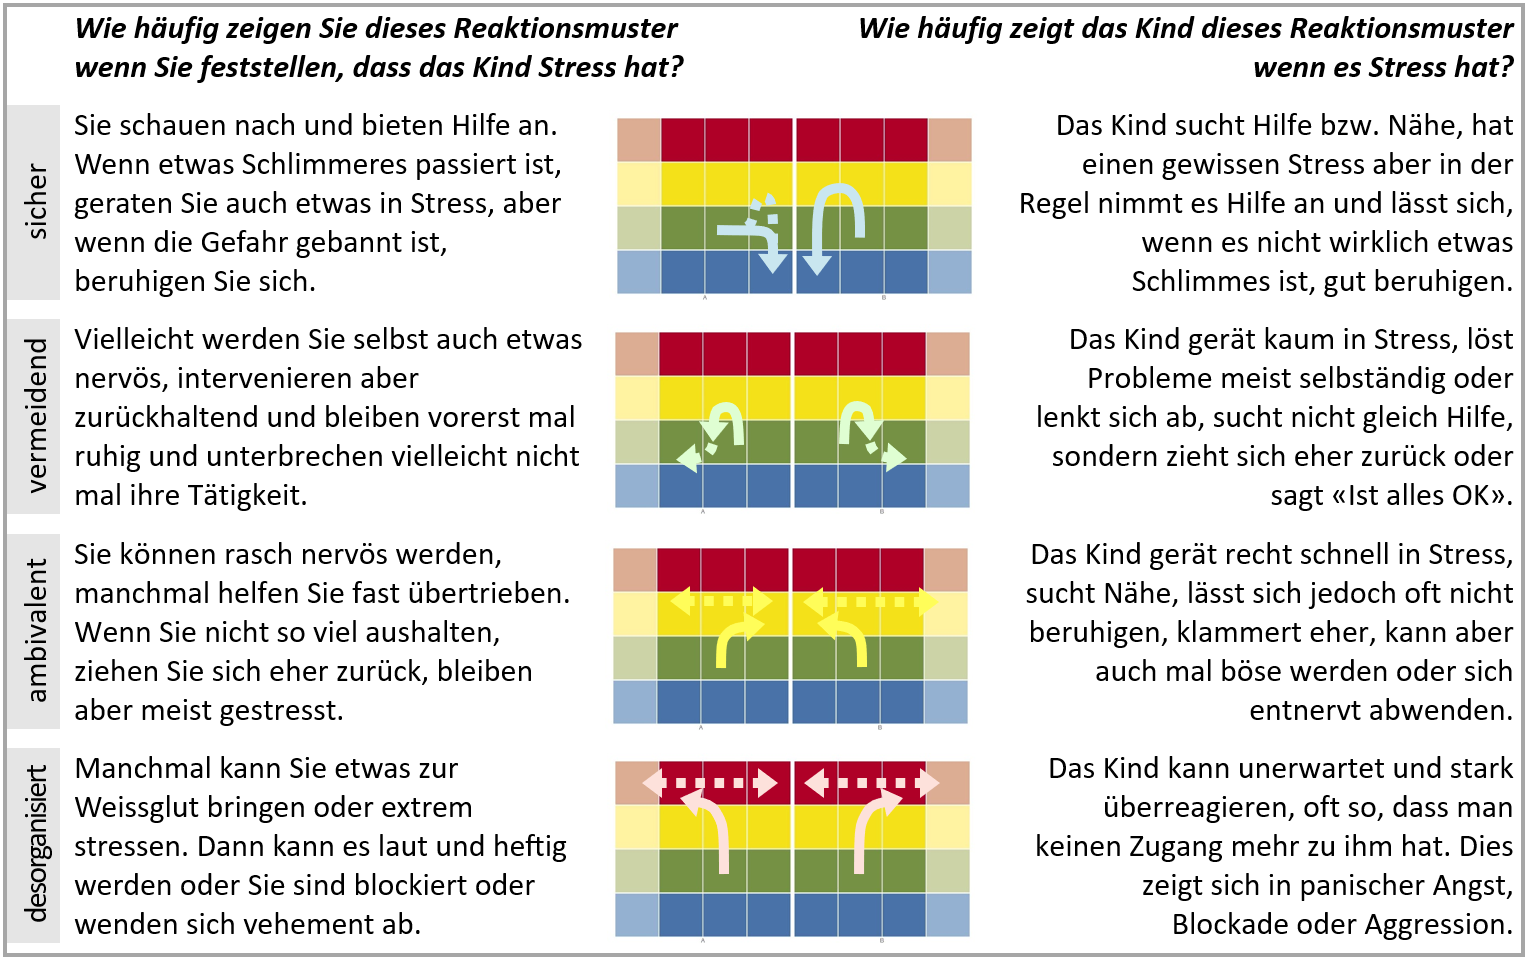 Wie häufig zeigen Sie dieses Reaktionsmuster
wenn Sie feststellen, dass das Kind Stress hat?
Wie häufig zeigt das Kind dieses Reaktionsmuster
wenn es Stress hat?
sicher
Sie schauen nach und bieten Hilfe an.
Wenn etwas Schlimmeres passiert ist,
geraten Sie auch etwas in Stress, aber
wenn die Gefahr gebannt ist,
beruhigen Sie sich.
A
B
Das Kind sucht Hilfe bzw. Nähe, hat
einen gewissen Stress aber in der
Regel nimmt es Hilfe an und lässt sich,
wenn es nicht wirklich etwas
Schlimmes ist, gut beruhigen.
vermeidend
Vielleicht werden Sie selbst auch etwas
nervös, intervenieren aber
zurückhaltend und bleiben vorerst mal
ruhig und unterbrechen vielleicht nicht
mal ihre Tätigkeit.
A
B
Das Kind gerät kaum in Stress, löst
Probleme meist selbständig oder
lenkt sich ab, sucht nicht gleich Hilfe,
sondern zieht sich eher zurück oder
sagt «Ist alles OK».
ambivalent
Sie können rasch nervös werden,
manchmal helfen Sie fast übertrieben.
Wenn Sie nicht so viel aushalten,
ziehen Sie sich eher zurück, bleiben
aber meist gestresst.
A
B
Das Kind gerät recht schnell in Stress,
sucht Nähe, lässt sich jedoch oft nicht
beruhigen, klammert eher, kann aber
auch mal böse werden oder sich
entnervt abwenden.
desorganisiert
Manchmal kann Sie etwas zur
Weissglut bringen oder extrem
stressen. Dann kann es laut und heftig
werden oder Sie sind blockiert oder
wenden sich vehement ab.
A
B
Das Kind kann unerwartet und stark
überreagieren, oft so, dass man
keinen Zugang mehr zu ihm hat. Dies
zeigt sich in panischer Angst,
Blockade oder Aggression.